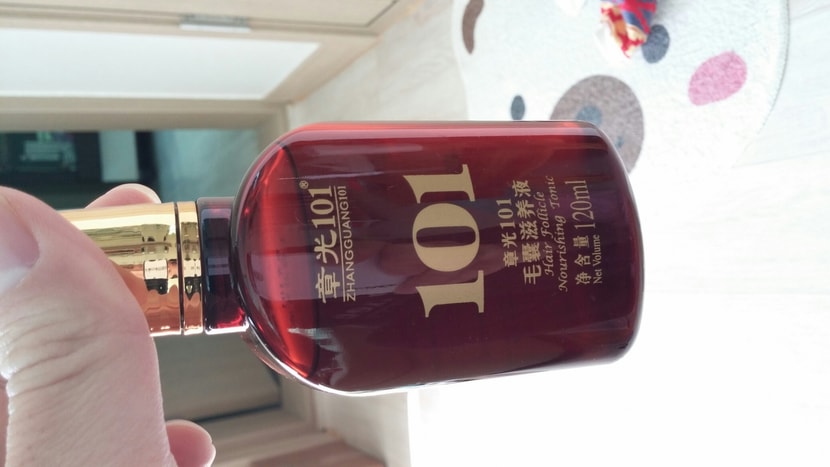 章光101®
ZHANGGUANG101
101
章光101
毛囊滋养液
Hair Follicle
Nourishing Tonic
净含量 120ml
Net Volume